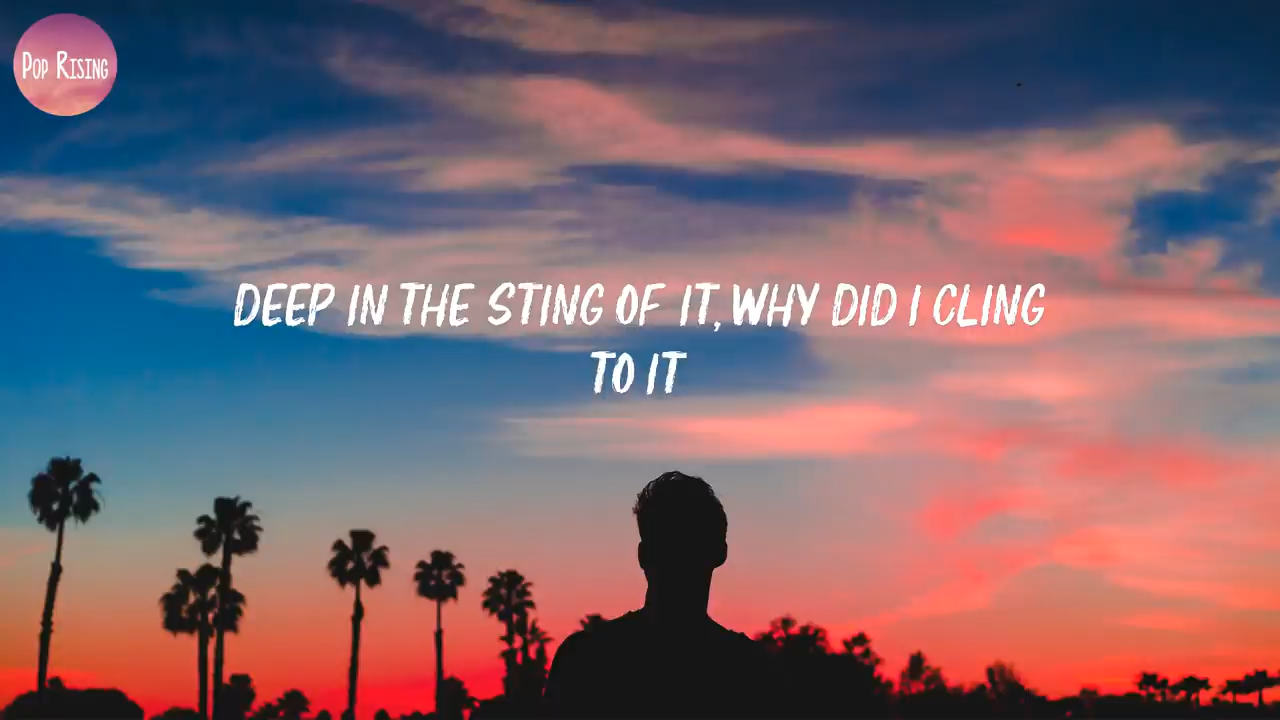 POP RISING
DEEP IN THE STING OF IT, WHY DID I CLING
TO IT